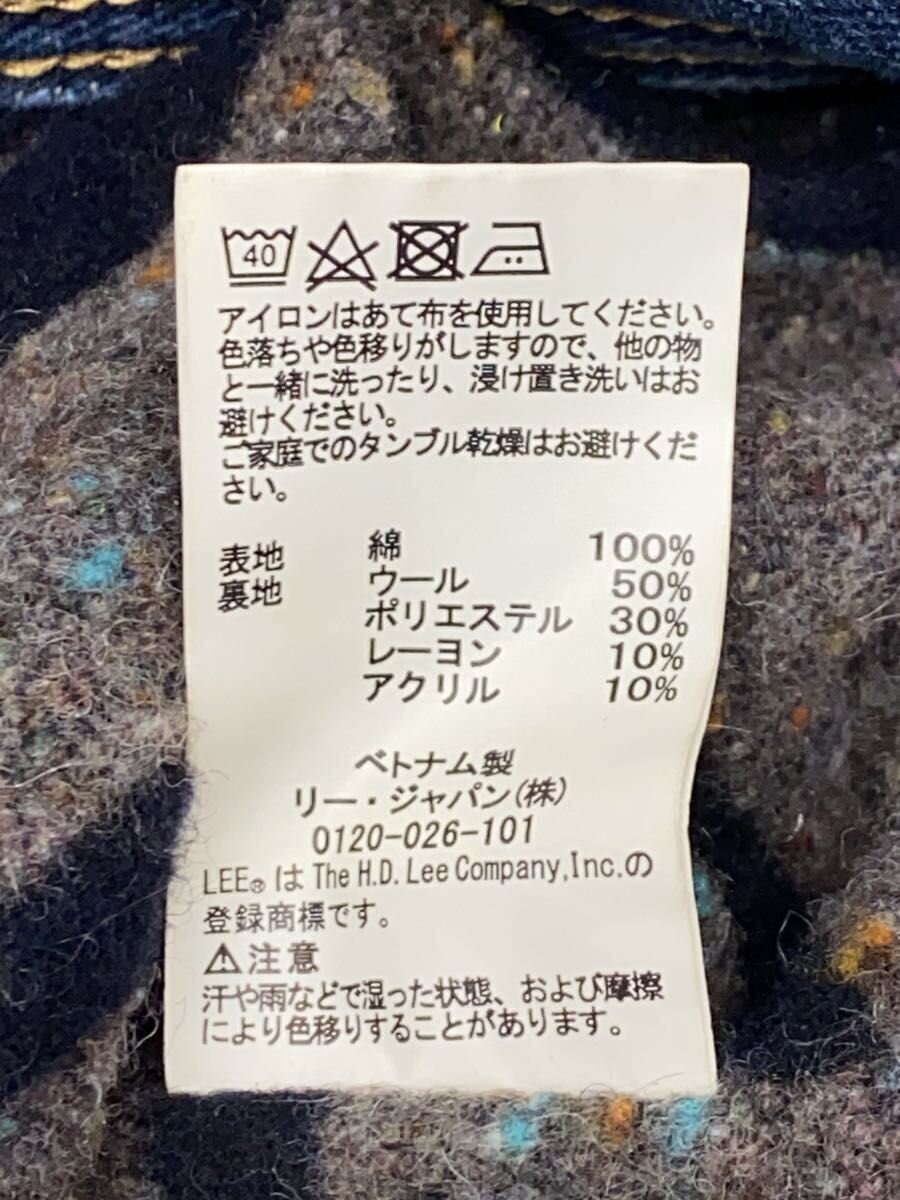 40
アイロンはあて布を使用してください。
色落ちや色移りがしますので、他の物
と一緒に洗ったり、浸け置き洗いはお
避けください。
ご家庭でのタンブル乾燥はお避けくだ
さい。
表地 綿 100%
裏地 ウール 50%
ポリエステル 30%
レーヨン 10%
アクリル 10%
ベトナム製
リー・ジャパン(株)
0120-026-101
LEE®はThe H.D. Lee Company,Inc.の
登録商標です。
⚠注意
汗や雨などで湿った状態、および摩擦
により色移りすることがあります。